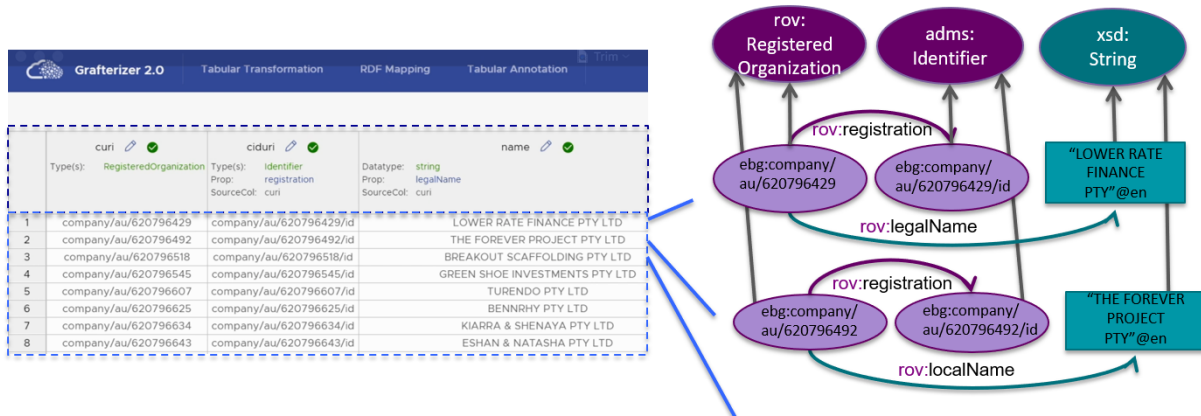 Trim
Grafterizer 2.0 Tabular Transformation RDF Mapping Tabular Annotation
curi ciduri name
Type(s): RegisteredOrganization Type(s): Identifier Datatype: string
Prop: registration Prop: legalName
SourceCol: curi SourceCol: curi
1 company/au/620796429 company/au/620796429/id LOWER RATE FINANCE PTY LTD
2 company/au/620796492 company/au/620796492/id THE FOREVER PROJECT PTY LTD
3 company/au/620796518 company/au/620796518/id BREAKOUT SCAFFOLDING PTY LTD
4 company/au/620796545 company/au/620796545/id GREEN SHOE INVESTMENTS PTY LTD
5 company/au/620796607 company/au/620796607/id TURENDO PTY LTD
6 company/au/620796625 company/au/620796625/id BENNRHY PTY LTD
7 company/au/620796634 company/au/620796634/id KIARRA & SHENAYA PTY LTD
8 company/au/620796643 company/au/620796643/id ESHAN & NATASHA PTY LTD
rov:
Registered
Organization
adms:
Identifier
xsd:
String
rov:registration
ebg:company/
au/620796429
ebg:company/
au/620796429/id
“LOWER RATE
FINANCE
PTY”@en
rov:legalName
rov:registration
ebg:company/
au/620796492
ebg:company/
au/620796492/id
“THE FOREVER
PROJECT
PTY”@en
rov:localName